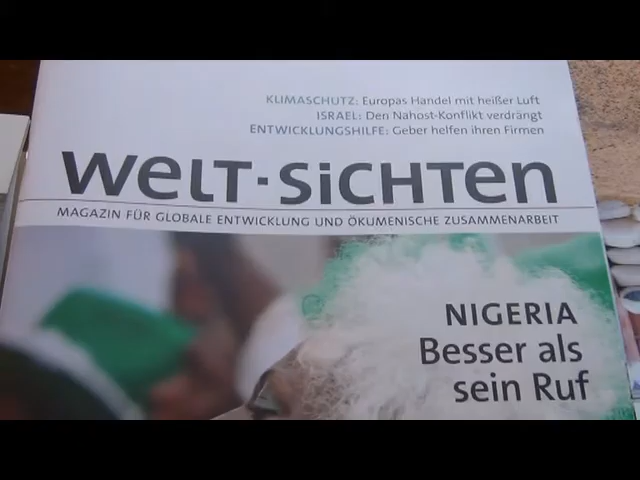 KLIMASCHUTZ: Europas Handel mit heißer Luft
ISRAEL: Den Nahost-Konflikt verdrängt
ENTWICKLUNGSHILFE: Geber helfen ihren Firmen
WeLT-SiCHTen
MAGAZIN FÜR GLOBALE ENTWICKLUNG UND ÖKUMENISCHE ZUSAMMENARBEIT
NIGERIA
Besser als
sein Ruf